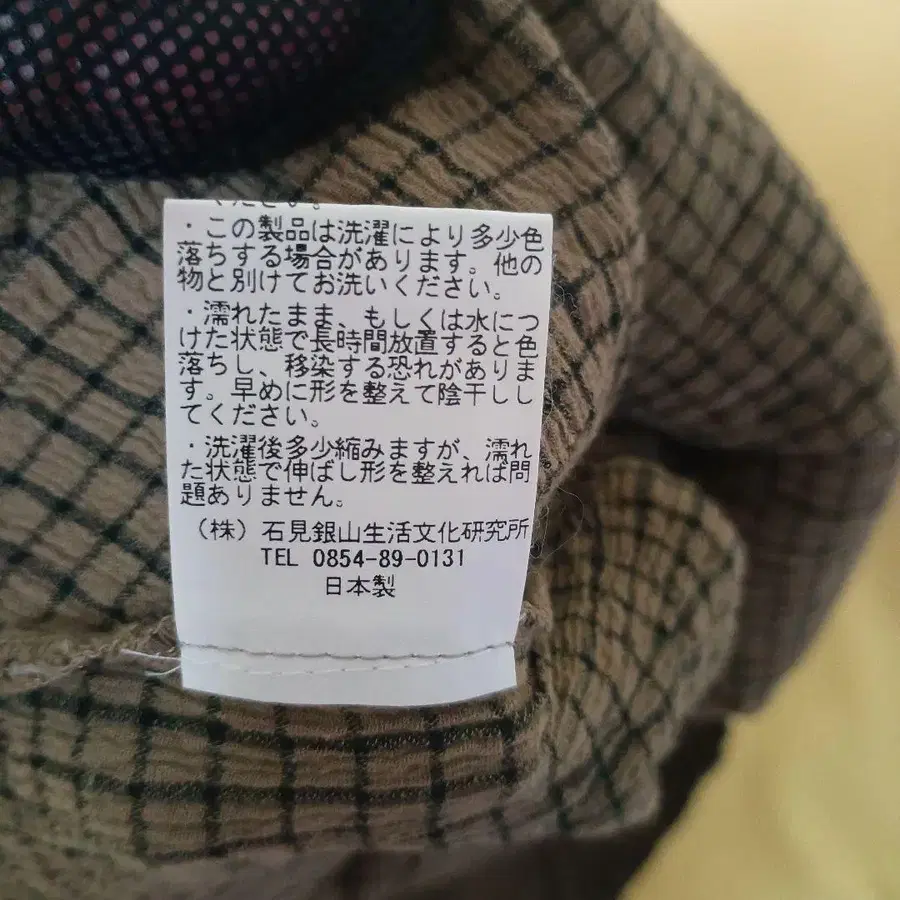 ください。
・この製品は洗濯により多少色
落ちする場合があります。他の
物と別けてお洗いください。
・濡れたまま、もしくは水につ
けた状態で長時間放置すると色
落ちし、移染する恐れがありま
す。早めに形を整えて陰干しし
てください。
・洗濯後多少縮みますが、濡れ
た状態で伸ばし形を整えれば問
題ありません。
（株）石見銀山生活文化研究所
TEL 0854-89-0131
日本製